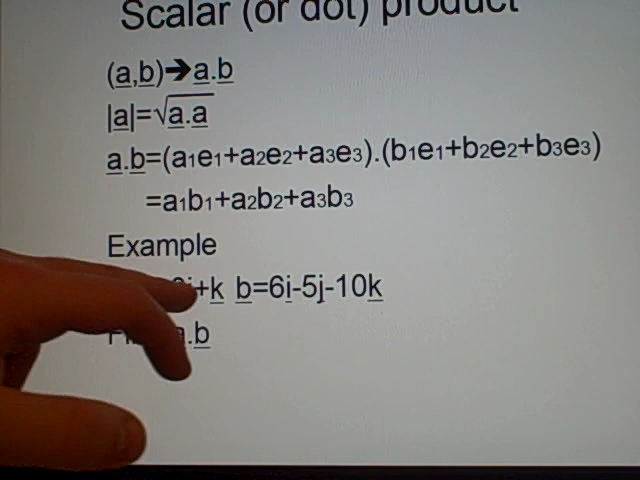 Scalar (or dot) product
(a,b)➔a.b
|a|=√a.a
a.b=(a1e1+a2e2+a3e3).(b1e1+b2e2+b3e3)
=a1b1+a2b2+a3b3
Example
+k b=6i-5j-10k
.b